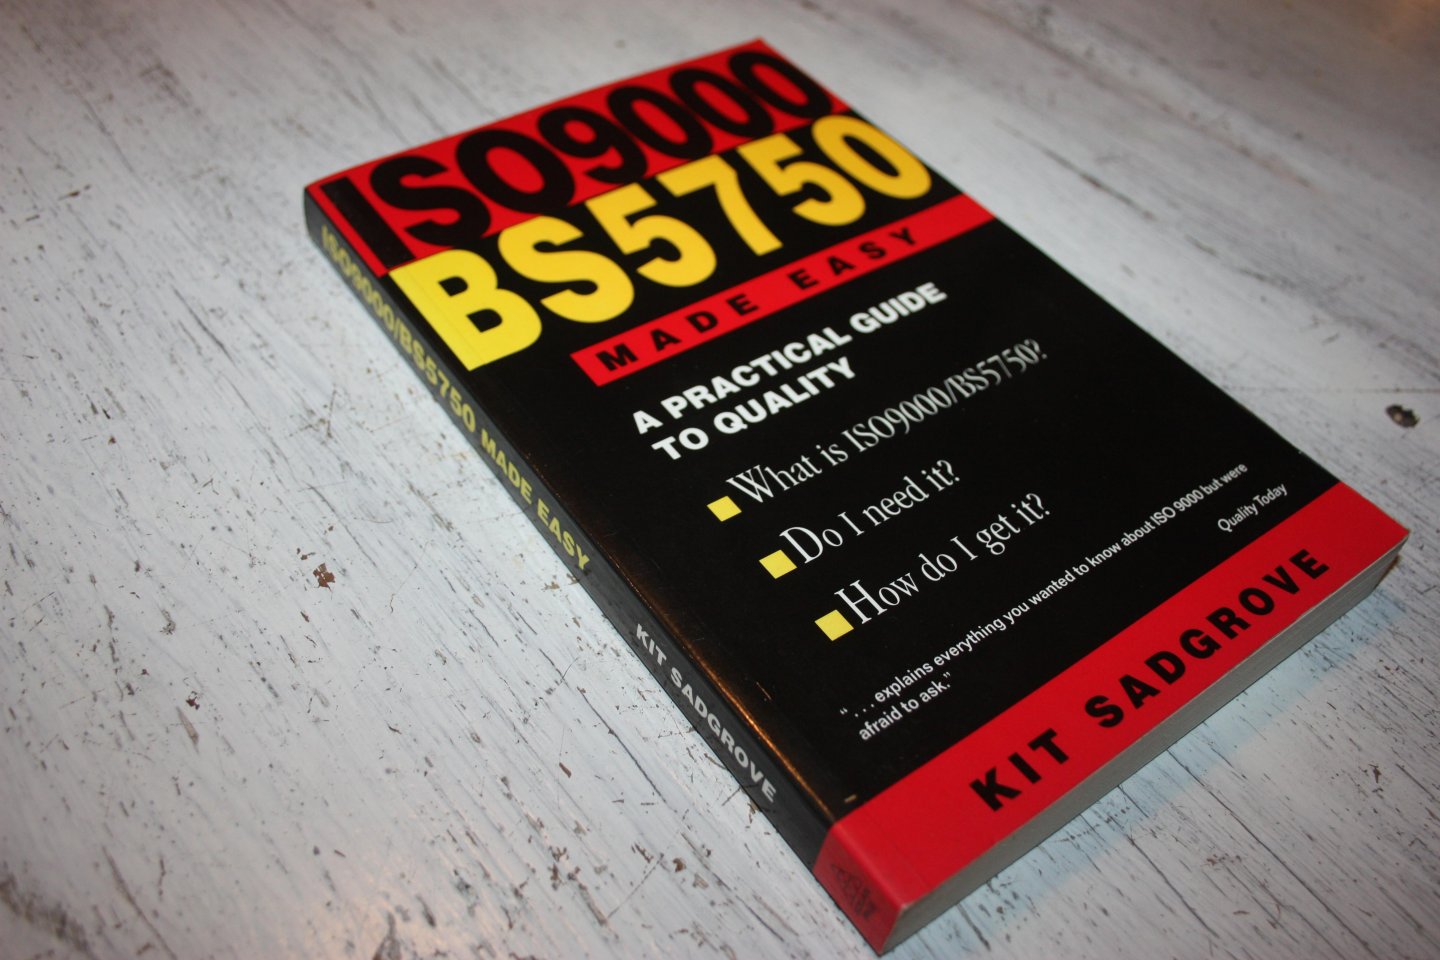 ISO9000
BS5750
MADE EASY
A PRACTICAL GUIDE
TO QUALITY
What is ISO9000/BS5750?
Do I need it?
How do I get it?
“. . . explains everything you wanted to know about ISO 9000 but were
afraid to ask.”
Quality Today
KIT SADGROVE
ISO9000/BS5750 MADE EASY
KIT SADGROVE